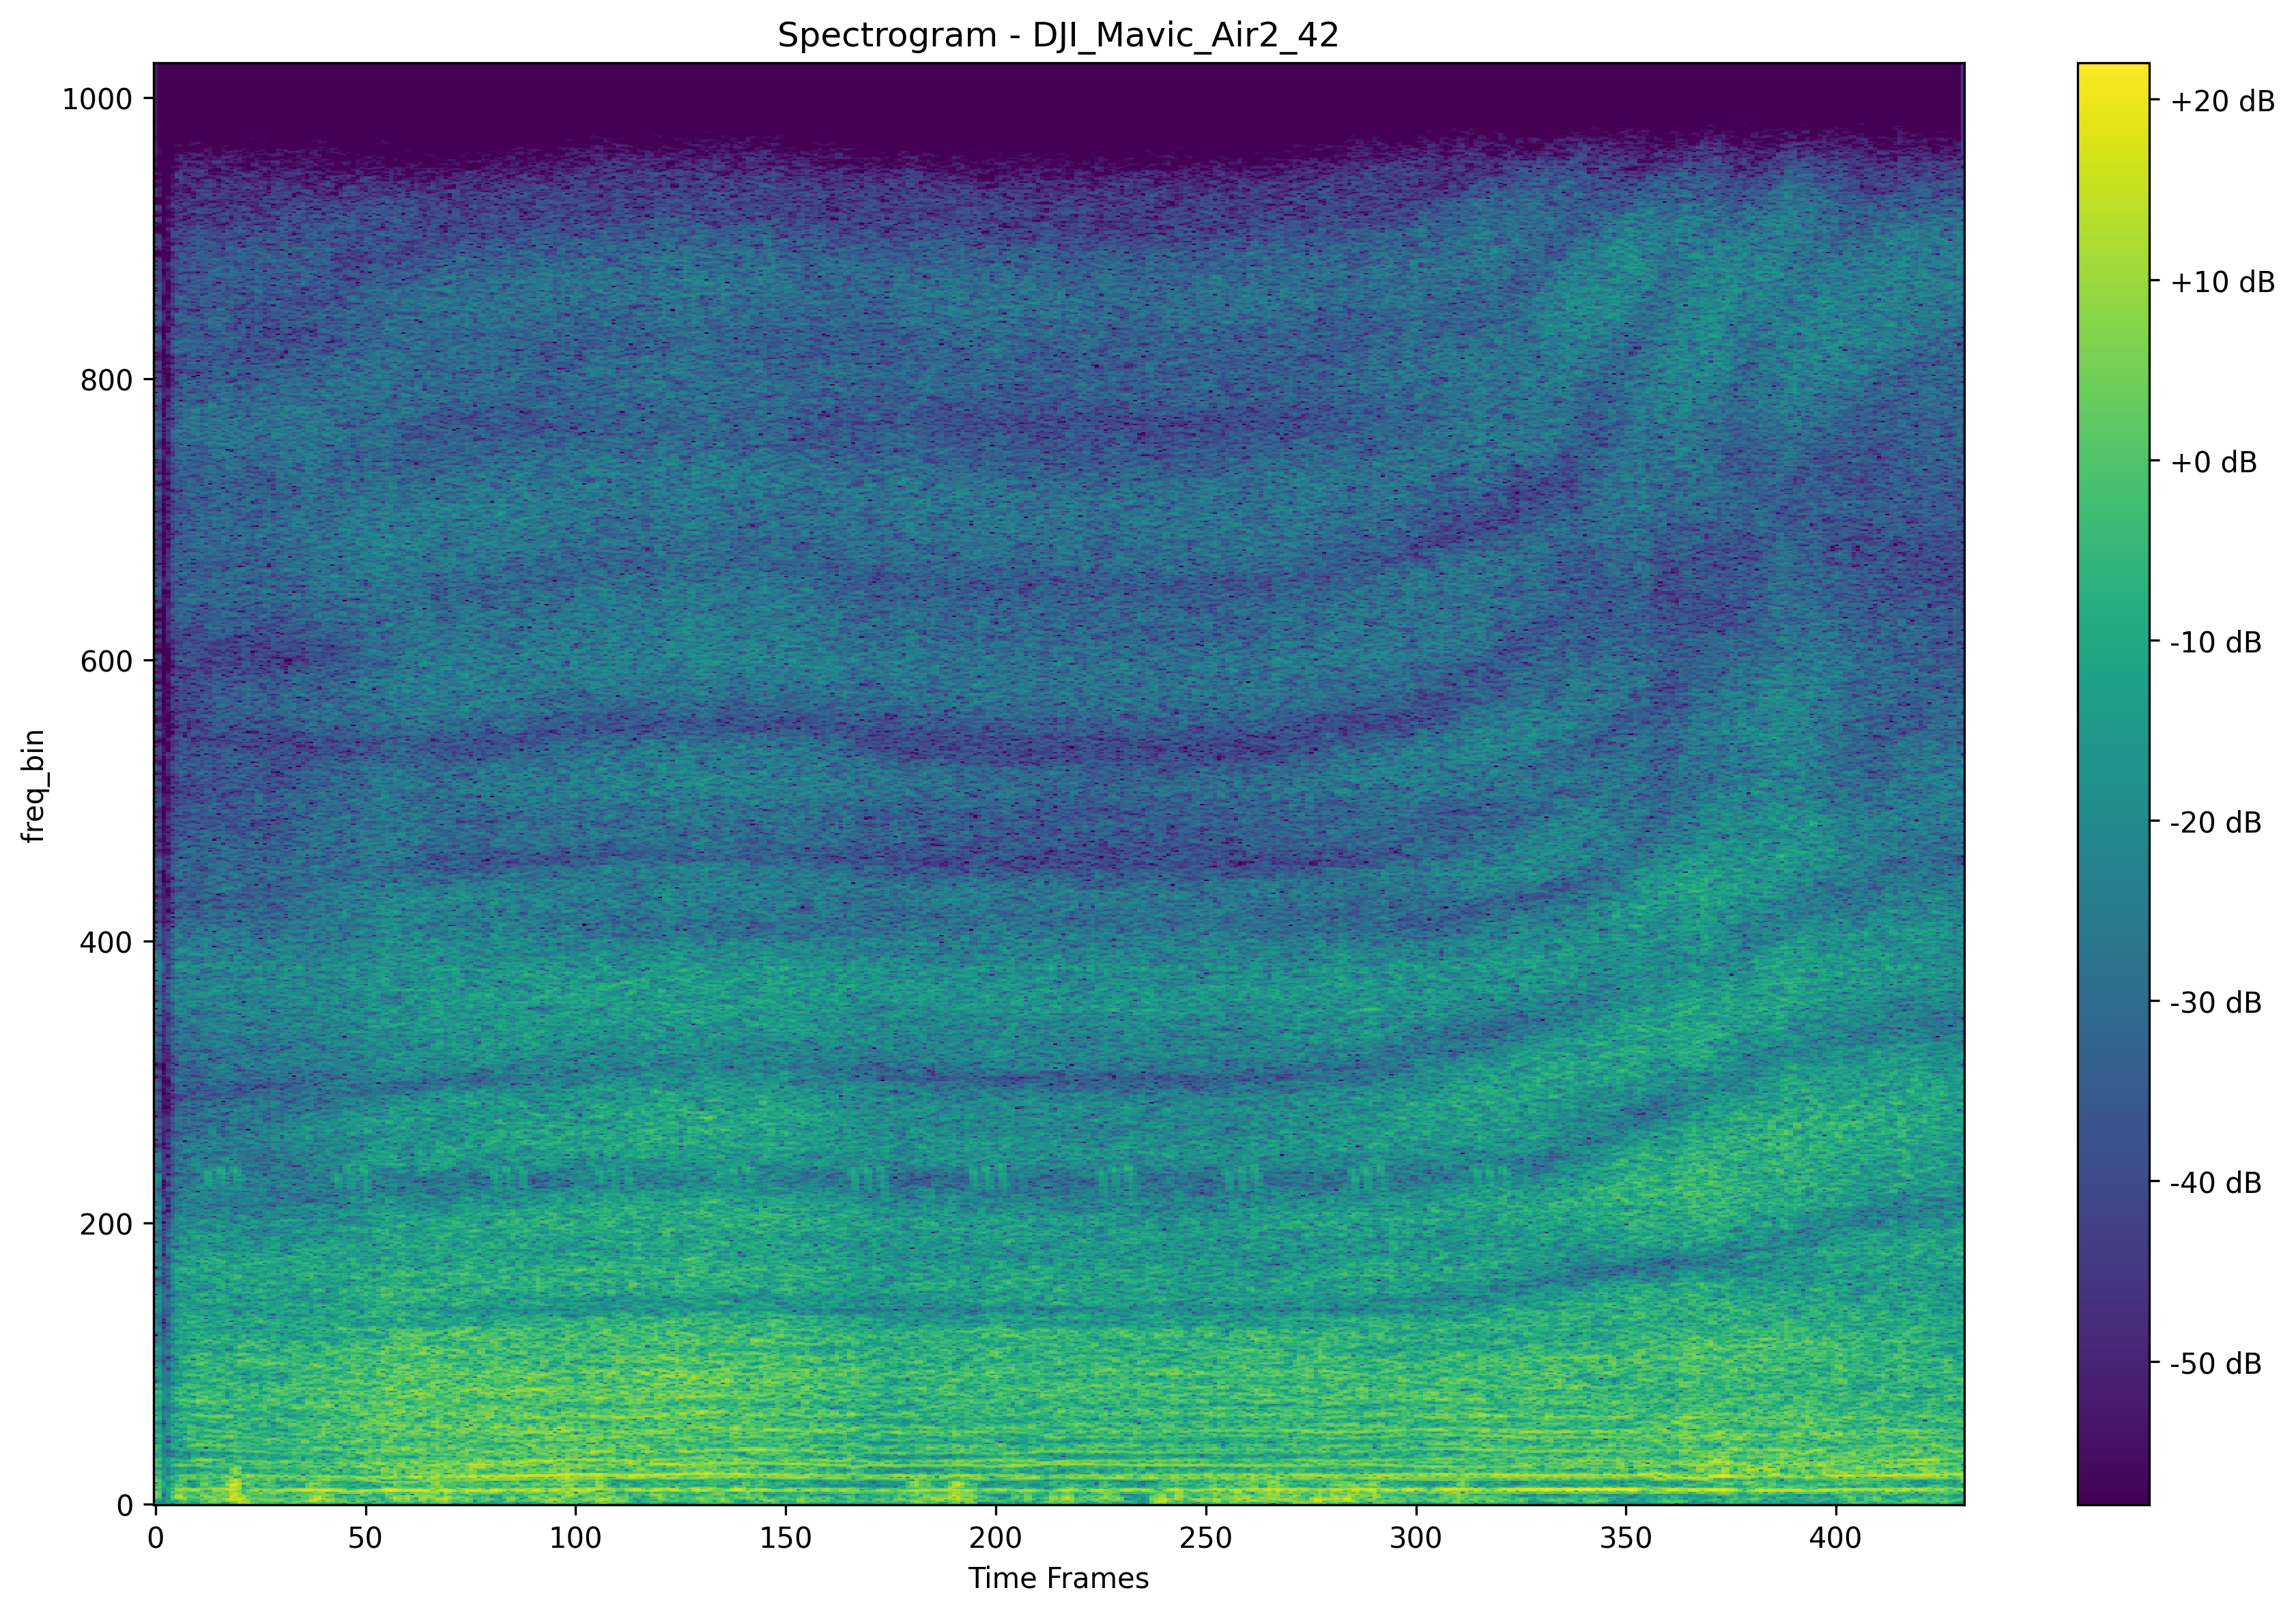 Spectrogram - DJI_Mavic_Air2_42
1000
800
600
400
200
0
freq_bin
0 50 100 150 200 250 300 350 400
Time Frames
+20 dB
+10 dB
+0 dB
-10 dB
-20 dB
-30 dB
-40 dB
-50 dB